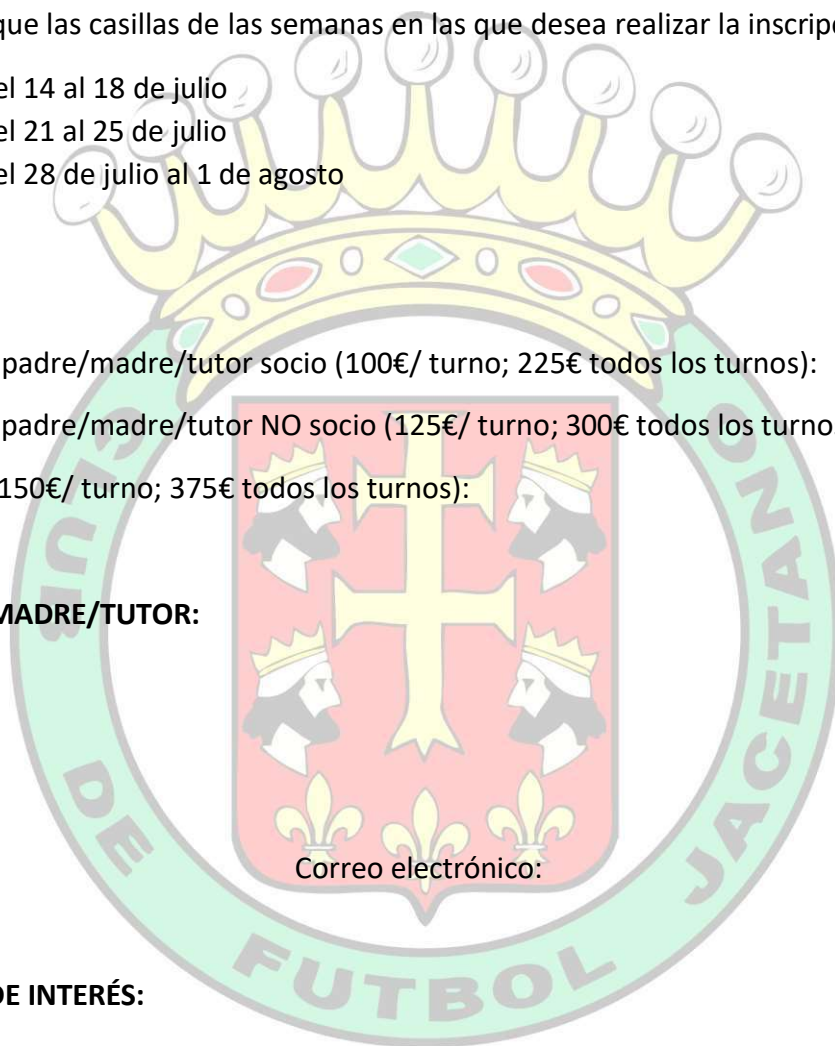 que las casillas de las semanas en las que desea realizar la inscripc
el 14 al 18 de julio
el 21 al 25 de julio
el 28 de julio al 1 de agosto
padre/madre/tutor socio (100€/ turno; 225€ todos los turnos):
padre/madre/tutor NO socio (125€/ turno; 300€ todos los turno
150€/ turno; 375€ todos los turnos):
MADRE/TUTOR:
Correo electrónico:
DE INTERÉS:
CLUB DE FUTBOL JACETANO